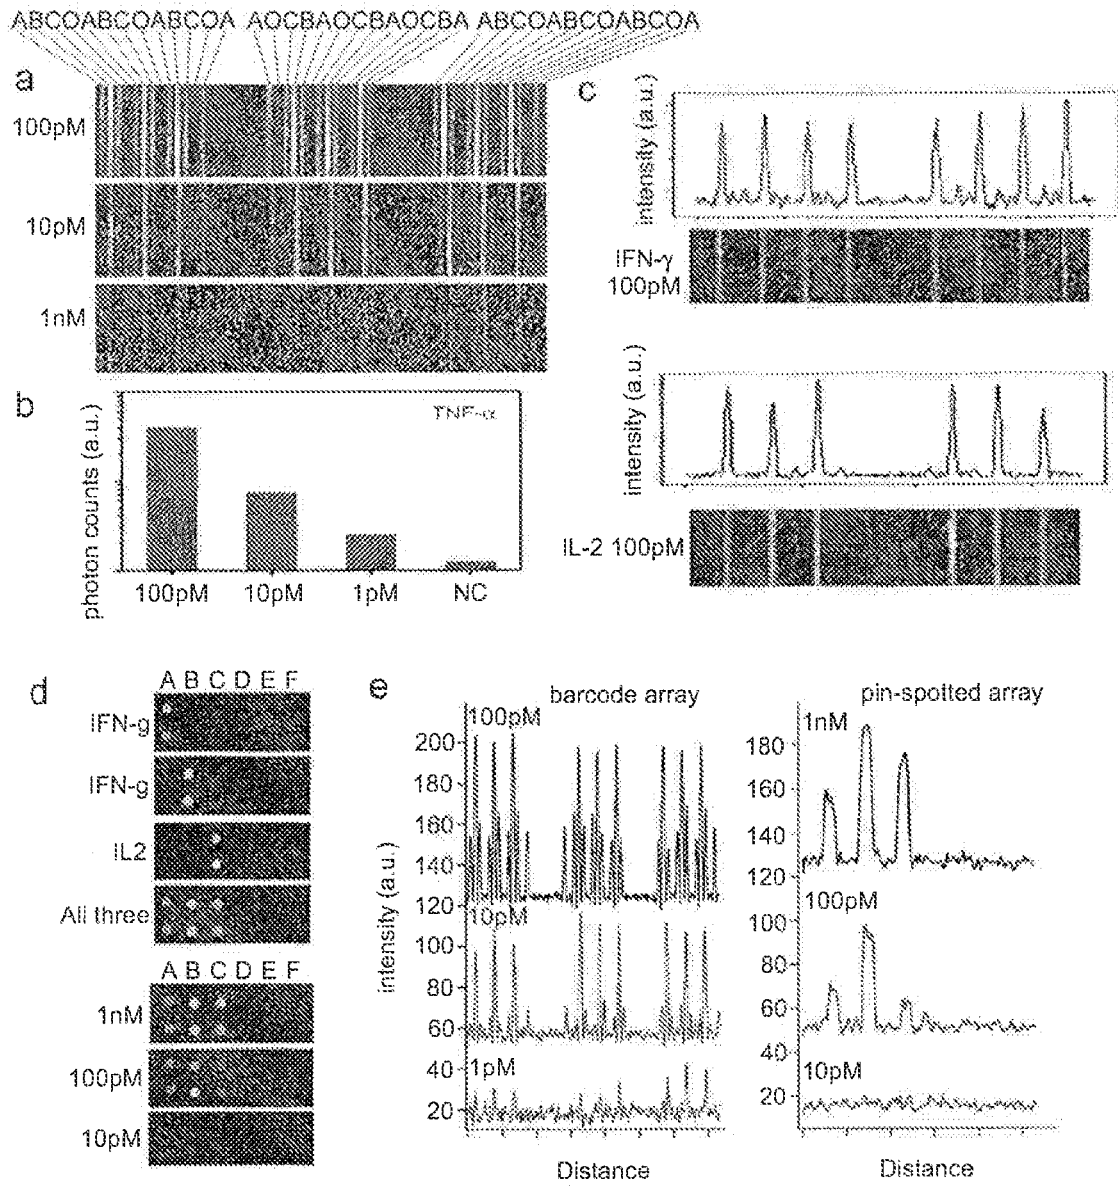 ABCOABCOABCOA AOCBAOCBAOCBA ABCOABCOABCOA
a
100pM
10pM
1nM
b
photon counts (a.u.)
TNF-α
100pM 10pM 1pM NC
c
intensity (a.u.)
IFN-γ
100pM
intensity (a.u.)
IL-2 100pM
d
A B C D E F
IFN-g
IFN-g
IL2
All three
A B C D E F
1nM
100pM
10pM
e
barcode array
intensity (a.u.)
100pM
200
180
160
140
120
10pM
100
80
60
40
1pM
20
Distance
pin-spotted array
1nM
180
160
140
120
100pM
100
80
60
40
10pM
20
Distance